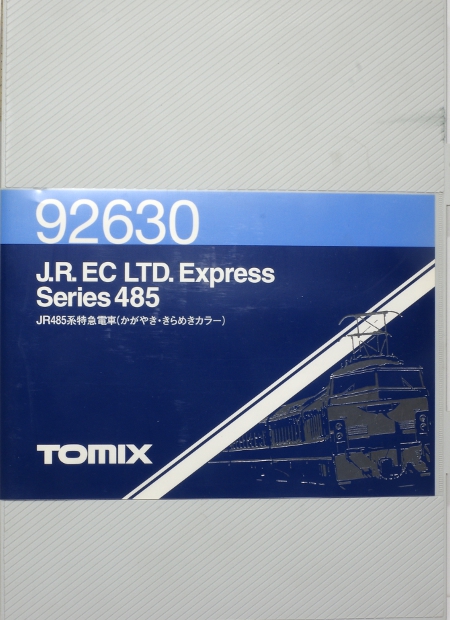 92630
J.R. EC LTD. Express
Series 485
JR485系特急電車(かがやき・きらめきカラー)
TOMIX